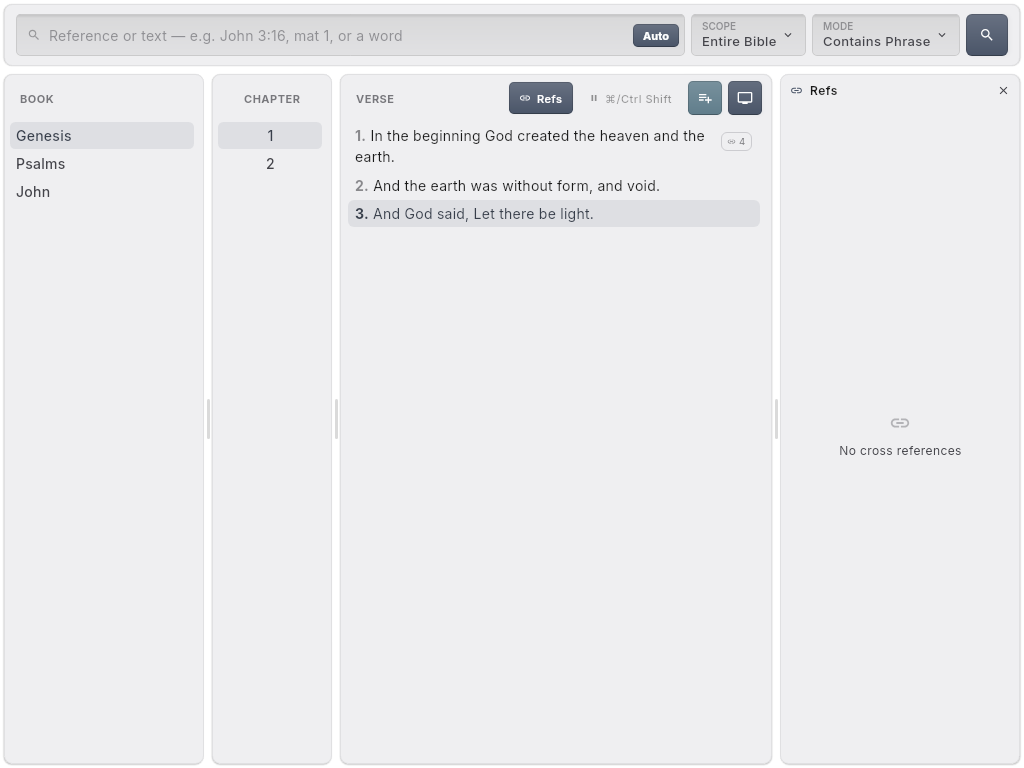 Reference or text — e.g. John 3:16, mat 1, or a word
Auto
SCOPE
Entire Bible
MODE
Contains Phrase
BOOK
Genesis
Psalms
John
CHAPTER
1
2
VERSE
Refs
⌘/Ctrl Shift
1. In the beginning God created the heaven and the
earth.
4
2. And the earth was without form, and void.
3. And God said, Let there be light.
Refs
No cross references